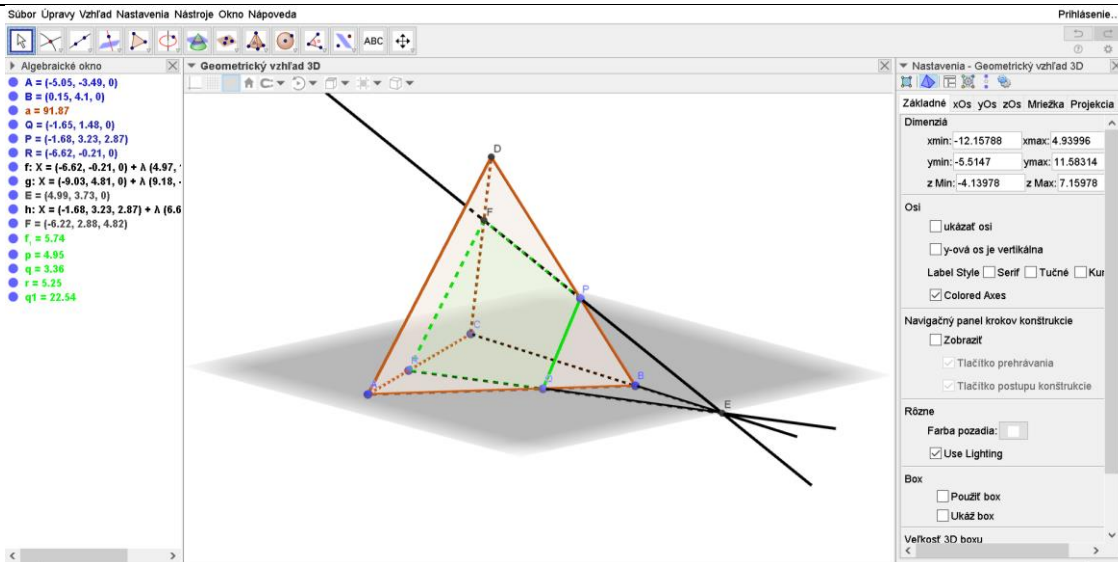 Súbor Úpravy Vzhľad Nastavenia Nástroje Okno Nápoveda
Prihlásenie...
ABC
Algebraické okno
A = (-5.05, -3.49, 0)
B = (0.15, 4.1, 0)
a = 91.87
Q = (-1.65, 1.48, 0)
P = (-1.68, 3.23, 2.87)
R = (-6.62, -0.21, 0)
f: X = (-6.62, -0.21, 0) + λ (4.97,
g: X = (-9.03, 4.81, 0) + λ (9.18, -
E = (4.99, 3.73, 0)
h: X = (-1.68, 3.23, 2.87) + λ (6.6
F = (-6.22, 2.88, 4.82)
p = 4.95
q = 3.36
r = 5.25
q1 = 22.54
Geometrický vzhľad 3D
D
F
P
C
B
E
Nastavenia - Geometrický vzhľad 3D
Základné xOs yOs zOs Mriežka Projekcia
Dimenziá
xmin: -12.15788 xmax: 4.93996
ymin: -5.5147 ymax: 11.58314
z Min: -4.13978 z Max: 7.15978
Osi
ukázať osi
y-ová os je vertikálna
Label Style Serif Tučné Kur
Colored Axes
Navigačný panel krokov konštrukcie
Zobraziť
Tlačítko prehrávania
Tlačítko postupu konštrukcie
Rôzne
Farba pozadia:
Use Lighting
Box
Použiť box
Ukáž box
Veľkosť 3D boxu